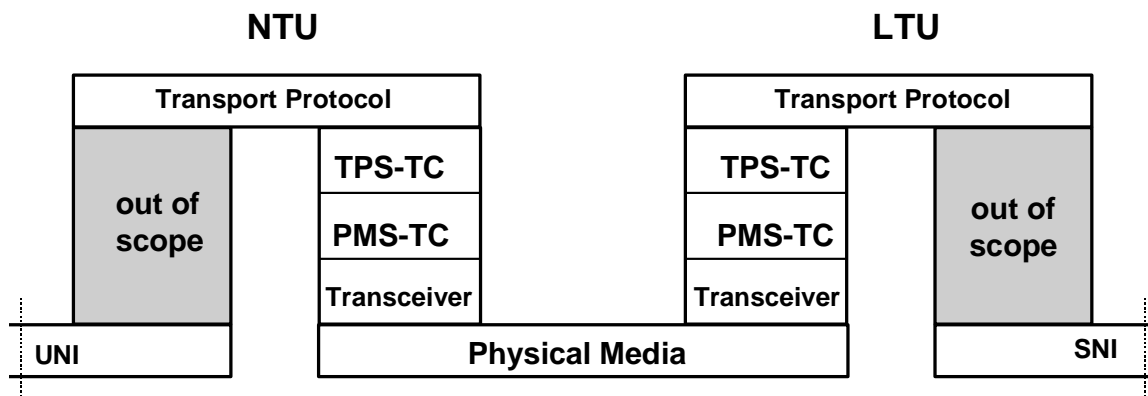 NTU
LTU
Transport Protocol
Transport Protocol
out of
scope
TPS-TC
PMS-TC
Transceiver
TPS-TC
PMS-TC
Transceiver
out of
scope
UNI
Physical Media
SNI